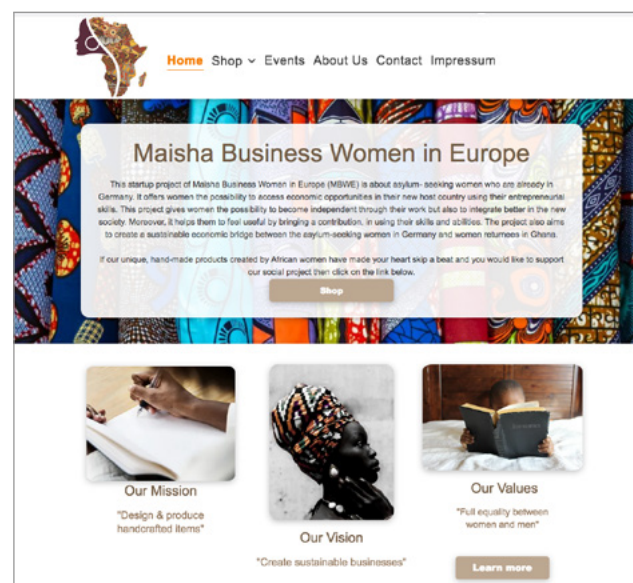 Home Shop Events About Us Contact Impressum
Maisha Business Women in Europe
This startup project of Maisha Business Women in Europe (MBWE) is about asylum- seeking women who are already in
Germany. It offers women the possibility to access economic opportunities in their new host country using their entrepreneurial
skills. This project gives women the possibility to become independent through their work but also to integrate better in the new
society. Moreover, it helps them to feel useful by bringing a contribution, in using their skills and abilities. The project also aims
to create a sustainable economic bridge between the asylum-seeking women in Germany and women returnees in Ghana.
If our unique, hand-made products created by African women have made your heart skip a beat and you would like to support
our social project then click on the link below.
Shop
Our Mission
"Design & produce
handcrafted items"
Our Vision
"Create sustainable businesses"
Our Values
"Full equality between
women and men"
Learn more